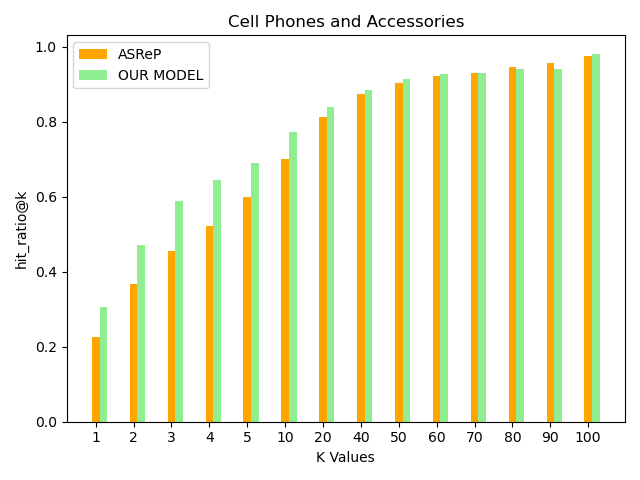 Cell Phones and Accessories
ASReP
OUR MODEL
hit_ratio@k
1.0
0.8
0.6
0.4
0.2
0.0
1 2 3 4 5 10 20 40 50 60 70 80 90 100
K Values